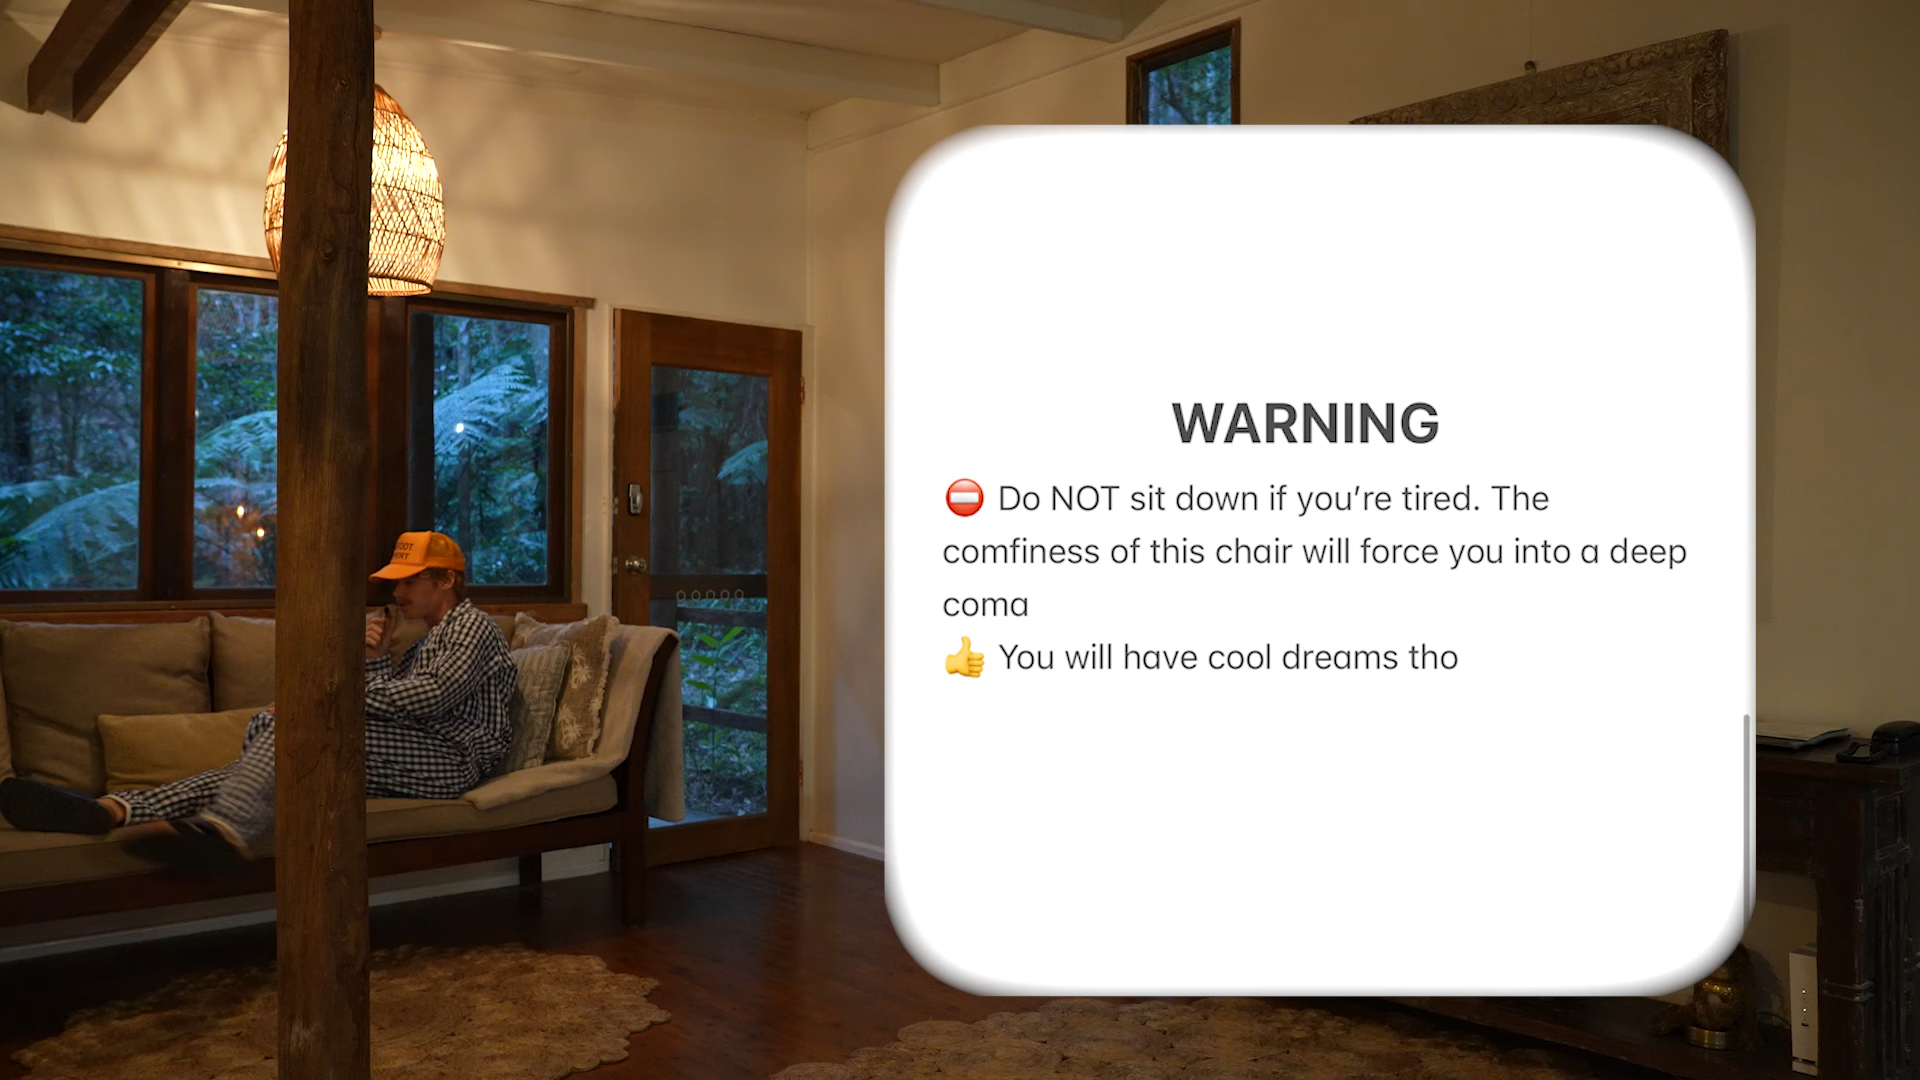 WARNING
⛔ Do NOT sit down if you’re tired. The
comfiness of this chair will force you into a deep
coma
👍 You will have cool dreams tho